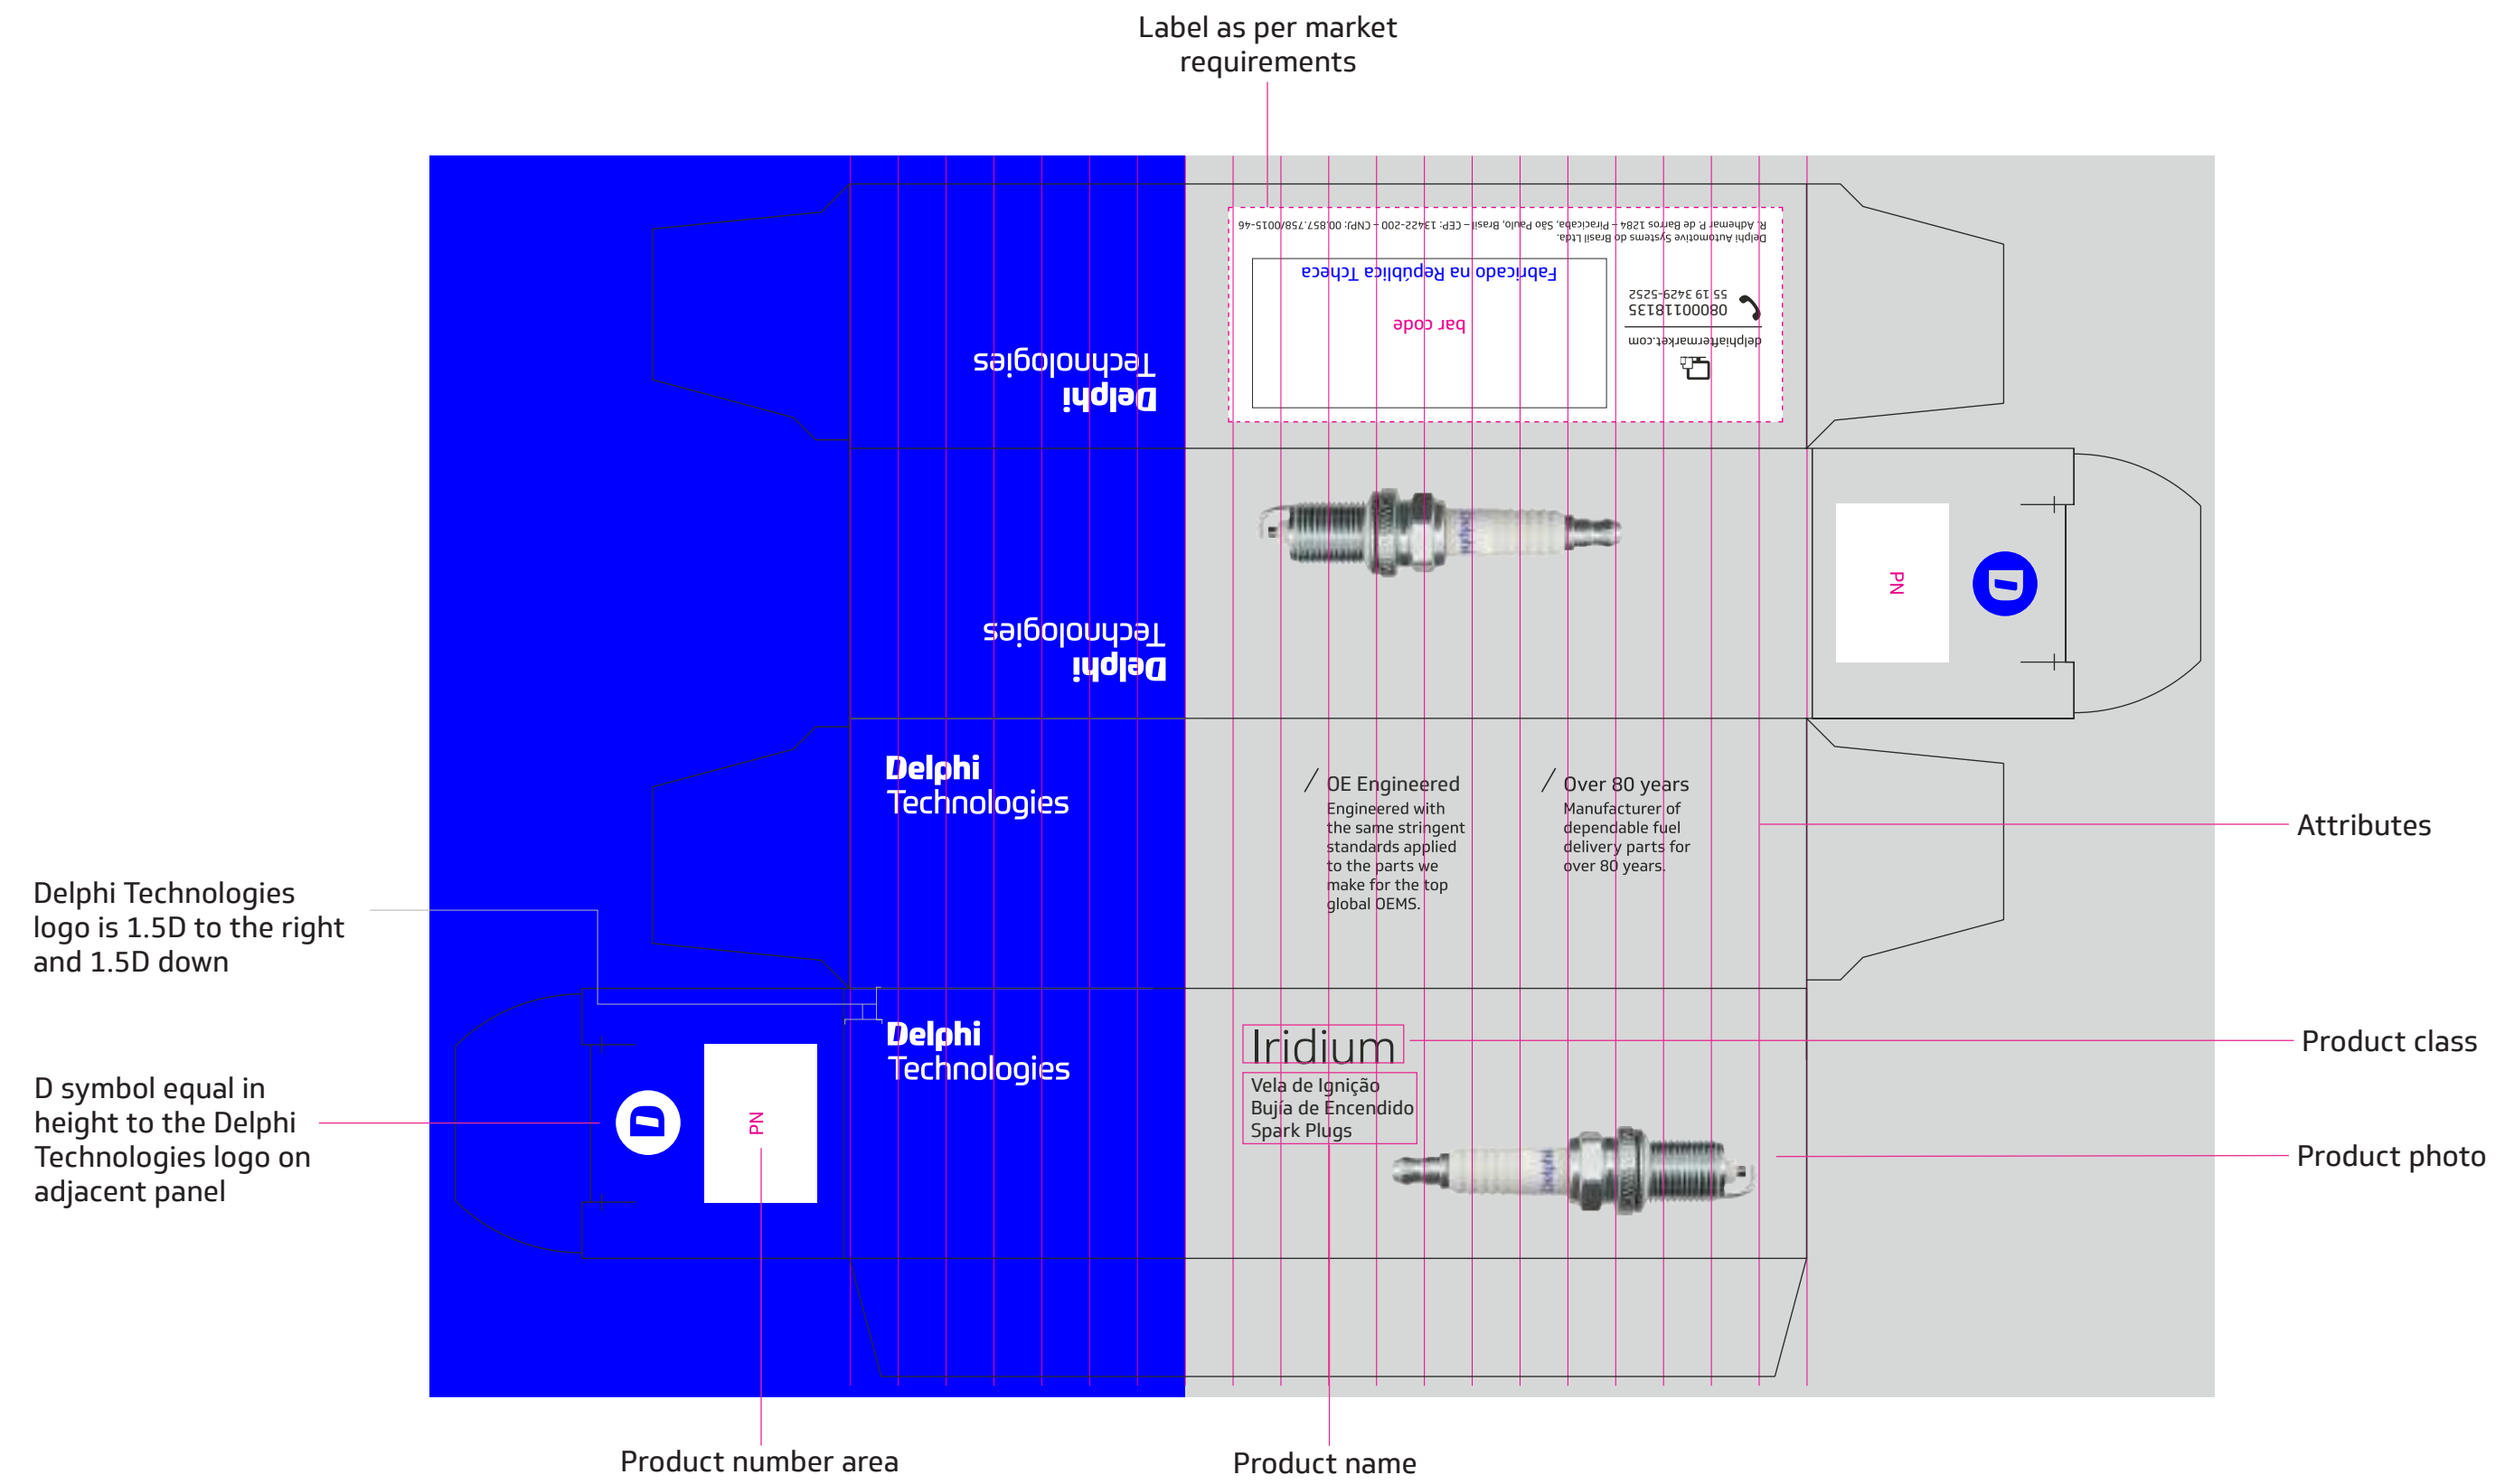 Label as per market
requirements
R. Adhemar P. de Barros 1284 – Piracicaba, São Paulo, Brasil – CEP: 13422-200 – CNPJ: 00.857.758/0015-46
Delphi Automotive Systems do Brasil Ltda.
Fabricado na República Tcheca
bar code
55 19 3429-5252
08000118135
delphiaftermarket.com
Delphi
Technologies
Delphi
PN
D
Delphi
Technologies
Delphi
Technologies
OE Engineered
Engineered with
the same stringent
standards applied
to the parts we
make for the top
global OEMS.
Over 80 years
Manufacturer of
dependable fuel
delivery parts for
over 80 years.
Attributes
Delphi Technologies
logo is 1.5D to the right
and 1.5D down
Delphi
Technologies
Iridium
Vela de Ignição
Bujía de Encendido
Spark Plugs
Delphi
Product class
Product photo
D symbol equal in
height to the Delphi
Technologies logo on
adjacent panel
D
PN
Product number area
Product name